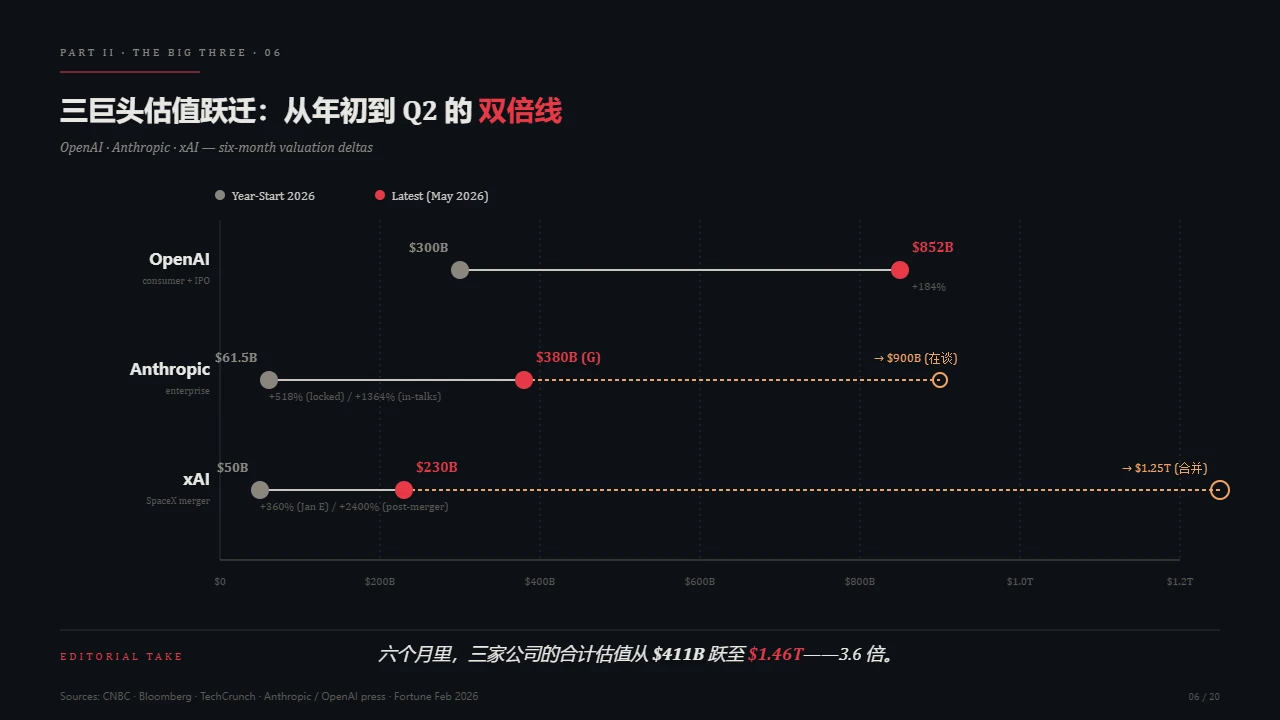 PART II · THE BIG THREE · 06
三巨头估值跃迁：从年初到 Q2 的 双倍线
OpenAI · Anthropic · xAI — six-month valuation deltas
Year-Start 2026
Latest (May 2026)
OpenAI
consumer + IPO
$300B
$852B
+184%
Anthropic
enterprise
$61.5B
$380B (G)
→ $900B (在谈)
+518% (locked) / +1364% (in-talks)
xAI
SpaceX merger
$50B
$230B
→ $1.25T (合并)
+360% (Jan E) / +2400% (post-merger)
$0
$200B
$400B
$600B
$800B
$1.0T
$1.2T
EDITORIAL TAKE
六个月里，三家公司的合计估值从 $411B 跃至 $1.46T——3.6 倍。
Sources: CNBC · Bloomberg · TechCrunch · Anthropic / OpenAI press · Fortune Feb 2026
06 / 20